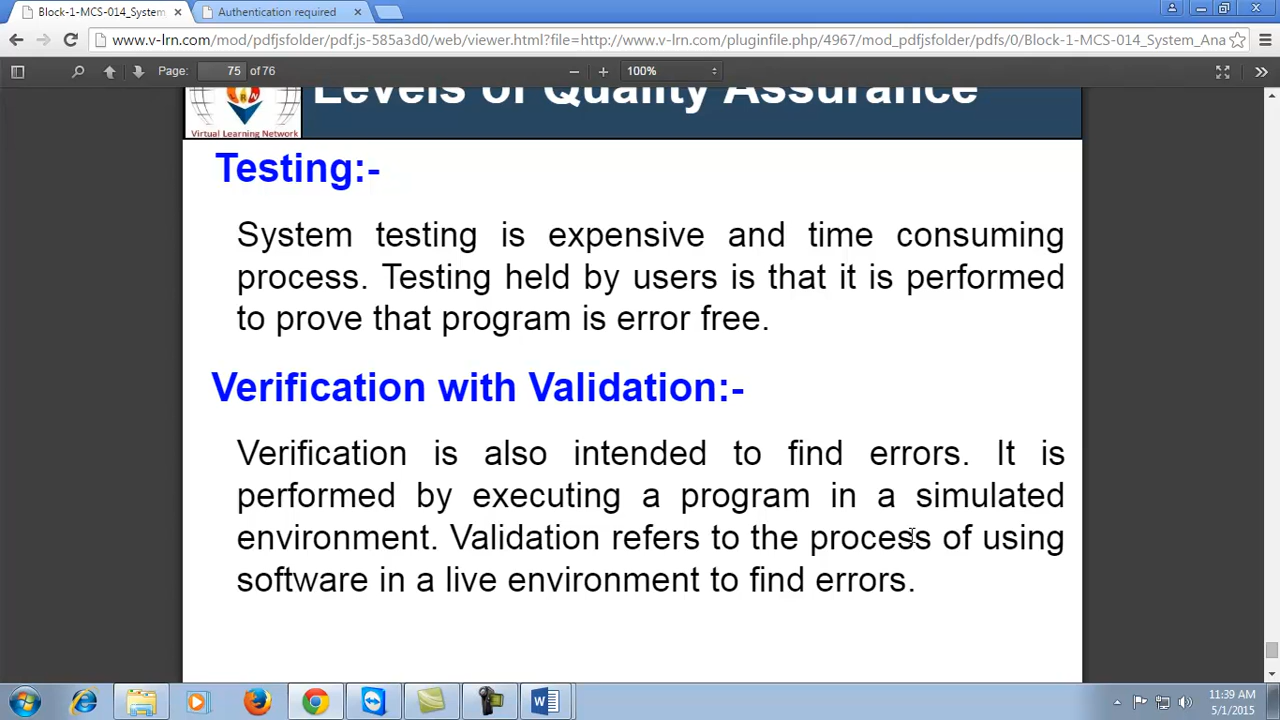 Block-1-MCS-014_System
Authentication required
www.v-lrn.com/mod/pdfjsfolder/pdf.js-585a3d0/web/viewer.html?file=http://www.v-lrn.com/pluginfile.php/4967/mod_pdfjsfolder/pdfs/0/Block-1-MCS-014_System_Ana
Page: 75 of 76
100%
Levels of Quality Assurance
Virtual Learning Network
Testing:-
System testing is expensive and time consuming
process. Testing held by users is that it is performed
to prove that program is error free.
Verification with Validation:-
Verification is also intended to find errors. It is
performed by executing a program in a simulated
environment. Validation refers to the process of using
software in a live environment to find errors.
11:39 AM
5/1/2015